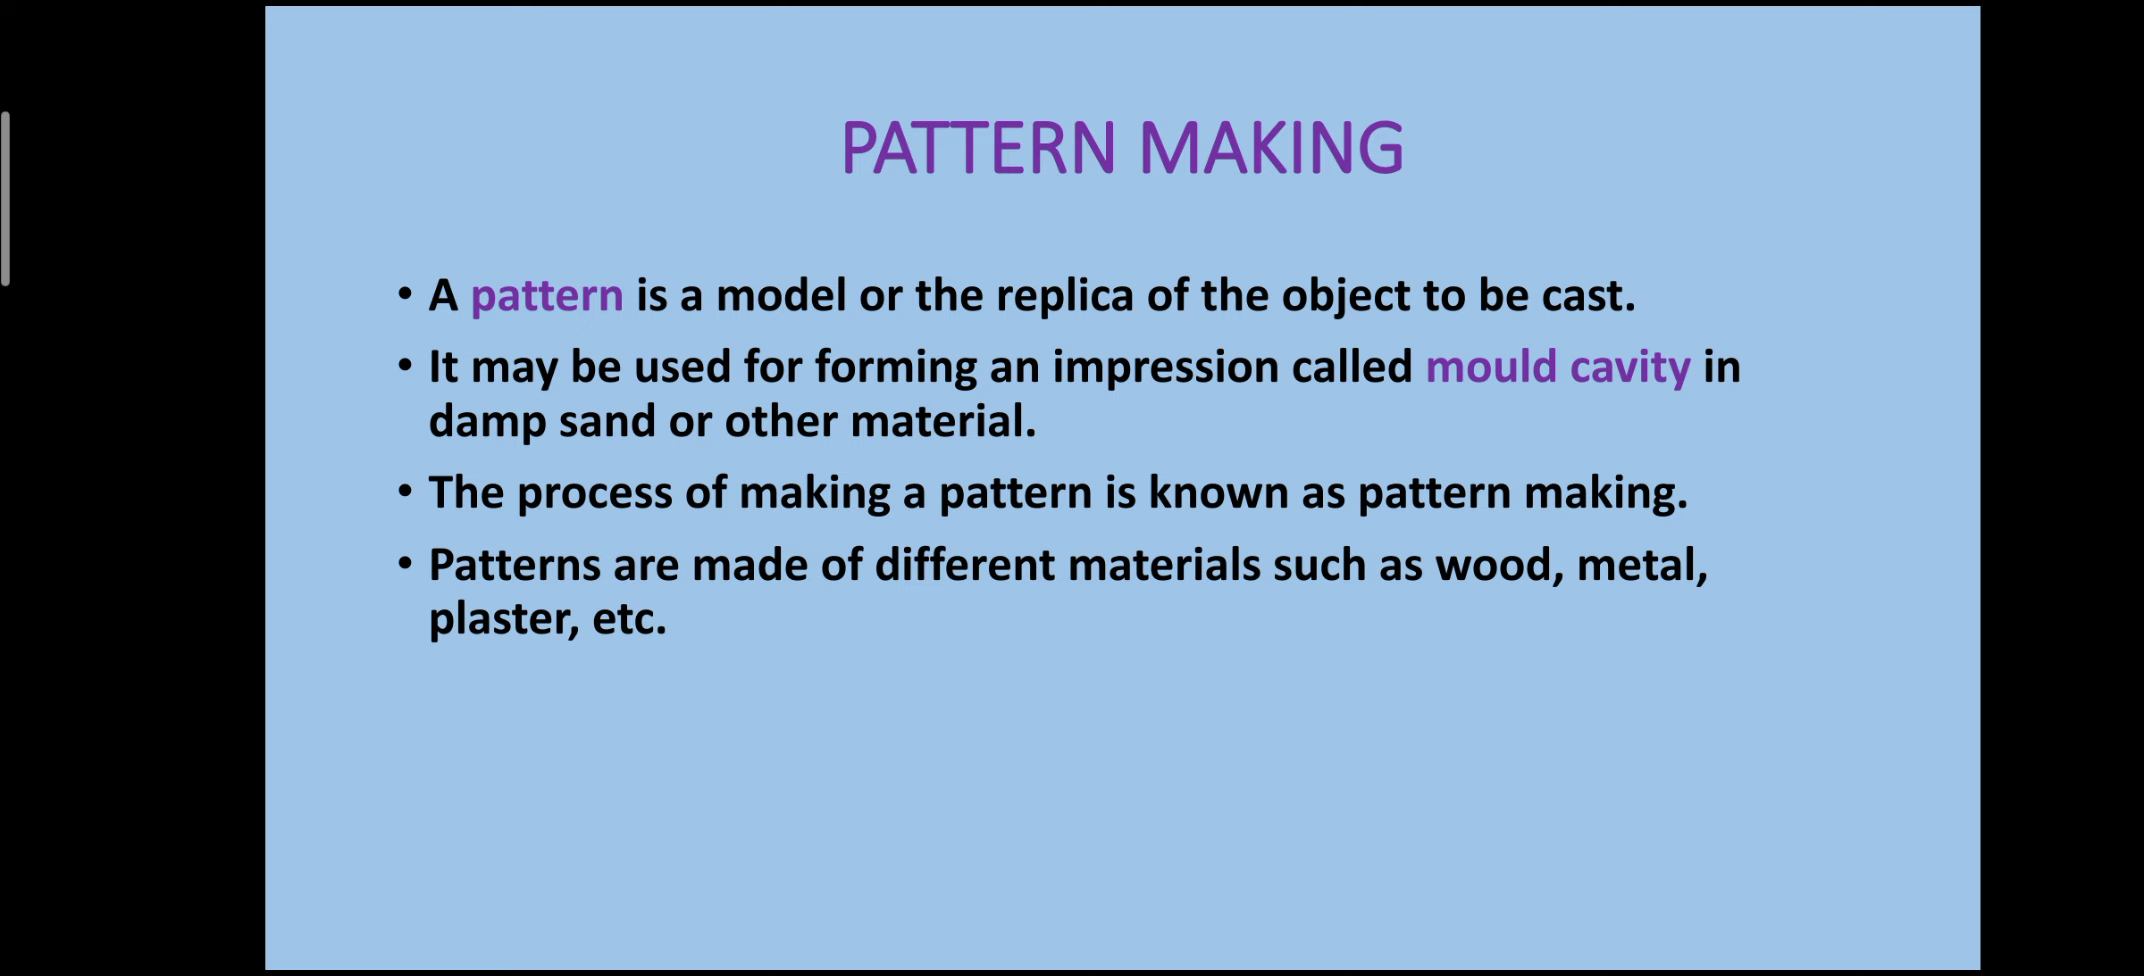 PATTERN MAKING
• A pattern is a model or the replica of the object to be cast.
• It may be used for forming an impression called mould cavity in
damp sand or other material.
• The process of making a pattern is known as pattern making.
• Patterns are made of different materials such as wood, metal,
plaster, etc.